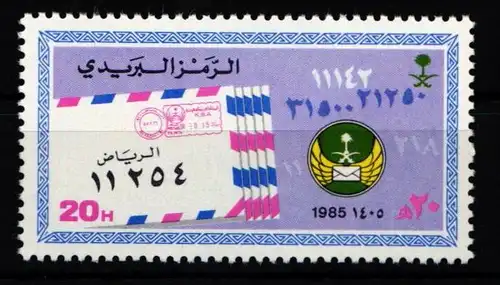 الرمز البريدي
١١١٤٢
٣١٥٠٠
٢١٢٥٠
K.S.A
الرياض
١١٢٥٤
20H
1985 ١٤٠٥
٢٠ هـ